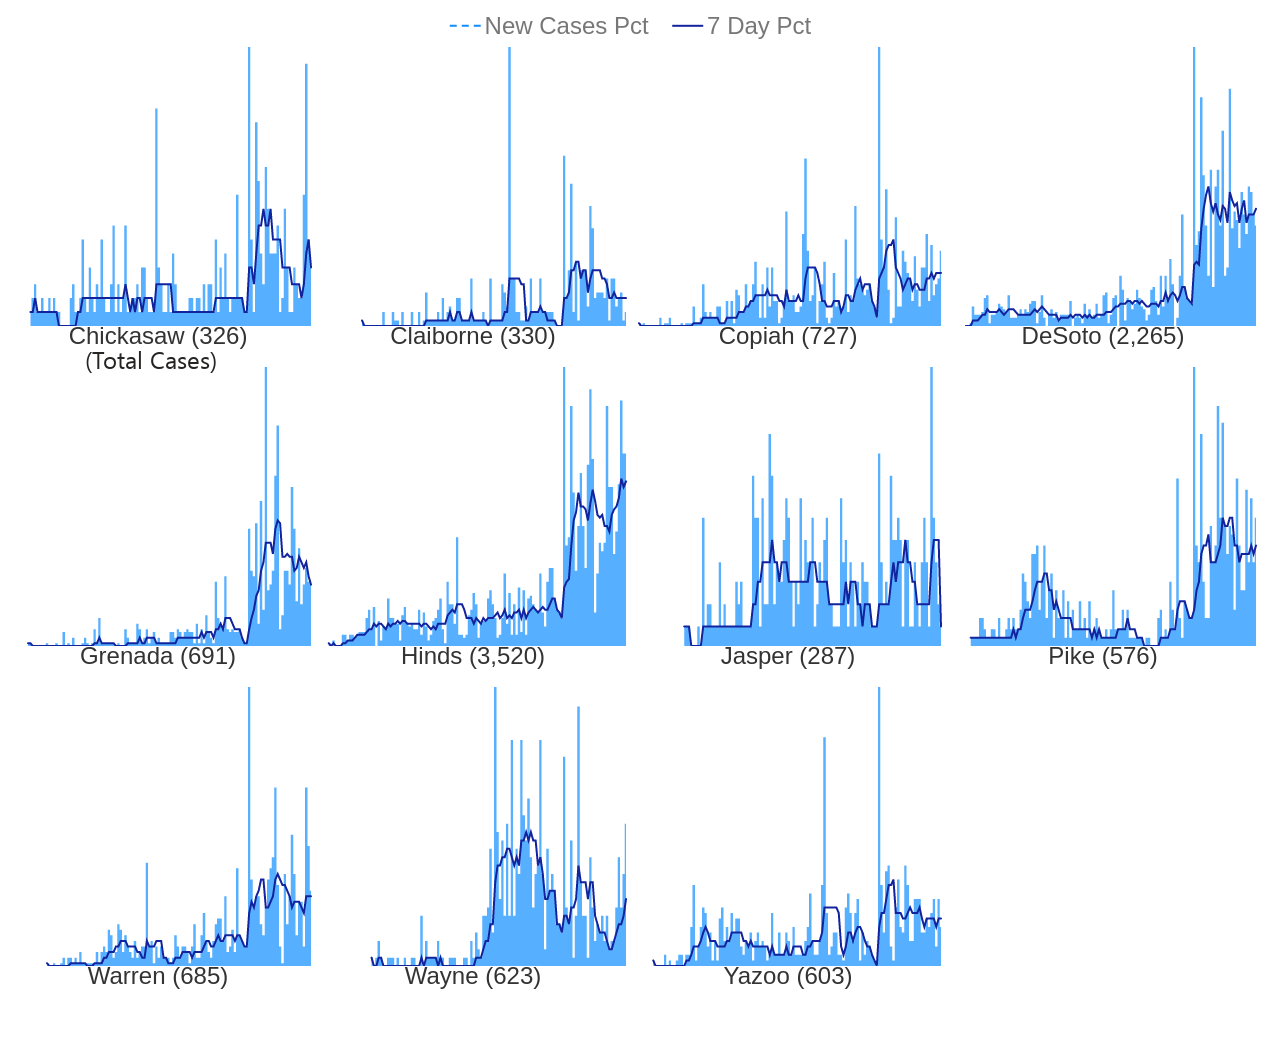 New Cases Pct 7 Day Pct
Chickasaw (326) Claiborne (330) Copiah (727) DeSoto (2,265)
(Total Cases)
Grenada (691) Hinds (3,520) Jasper (287) Pike (576)
Warren (685) Wayne (623) Yazoo (603)